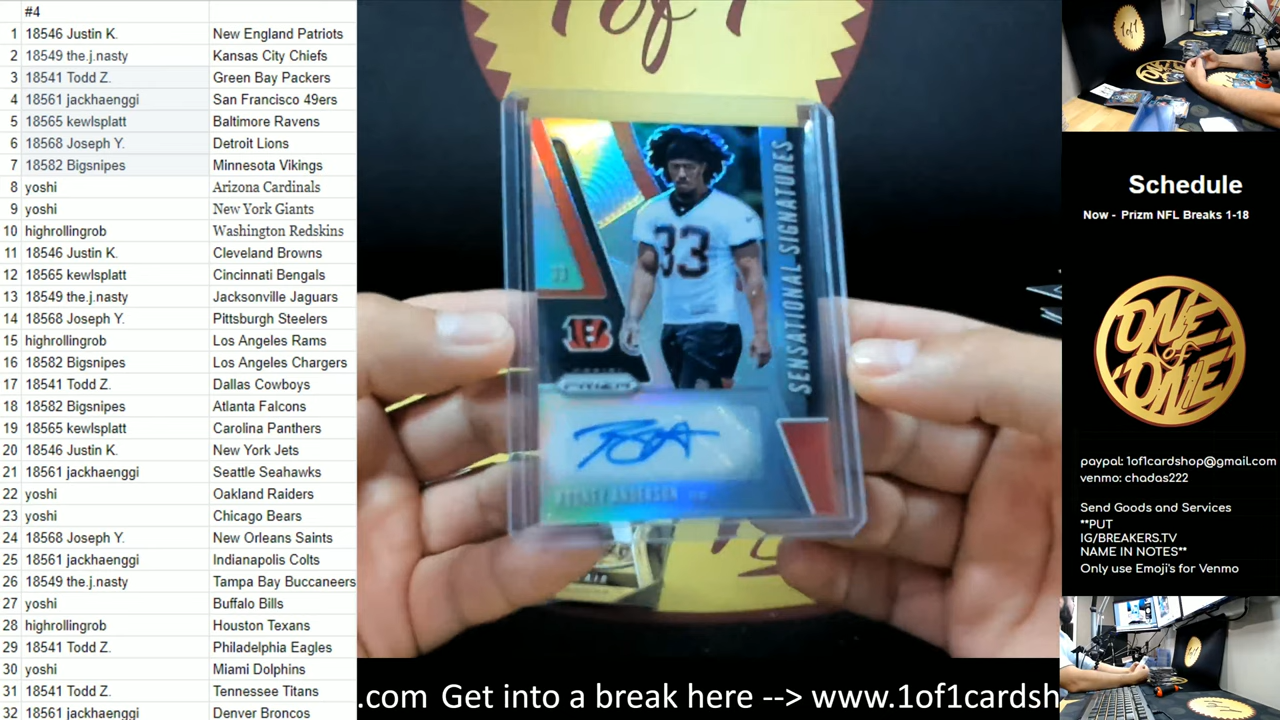 #4
1 18546 Justin K. New England Patriots
2 18549 the.j.nasty Kansas City Chiefs
3 18541 Todd Z. Green Bay Packers
4 18561 jackhaenggi San Francisco 49ers
5 18565 kewlsplatt Baltimore Ravens
6 18568 Joseph Y. Detroit Lions
7 18582 Bigsnipes Minnesota Vikings
8 yoshi Arizona Cardinals
9 yoshi New York Giants
10 highrollingrob Washington Redskins
11 18546 Justin K. Cleveland Browns
12 18565 kewlsplatt Cincinnati Bengals
13 18549 the.j.nasty Jacksonville Jaguars
14 18568 Joseph Y. Pittsburgh Steelers
15 highrollingrob Los Angeles Rams
16 18582 Bigsnipes Los Angeles Chargers
17 18541 Todd Z. Dallas Cowboys
18 18582 Bigsnipes Atlanta Falcons
19 18565 kewlsplatt Carolina Panthers
20 18546 Justin K. New York Jets
21 18561 jackhaenggi Seattle Seahawks
22 yoshi Oakland Raiders
23 yoshi Chicago Bears
24 18568 Joseph Y. New Orleans Saints
25 18561 jackhaenggi Indianapolis Colts
26 18549 the.j.nasty Tampa Bay Buccaneers
27 yoshi Buffalo Bills
28 highrollingrob Houston Texans
29 18541 Todd Z. Philadelphia Eagles
30 yoshi Miami Dolphins
31 18541 Todd Z. Tennessee Titans
32 18561 jackhaenggi Denver Broncos
1 of 1
SENSATIONAL SIGNATURES
33
B
PRIZM
RODNEY ANDERSON
.com Get into a break here --> www.1of1cardsh
Schedule
Now - Prizm NFL Breaks 1-18
ONE
of
ONE
paypal: 1of1cardshop@gmail.com
venmo: chadas222
Send Goods and Services
**PUT
IG/BREAKERS.TV
NAME IN NOTES**
Only use Emoji's for Venmo